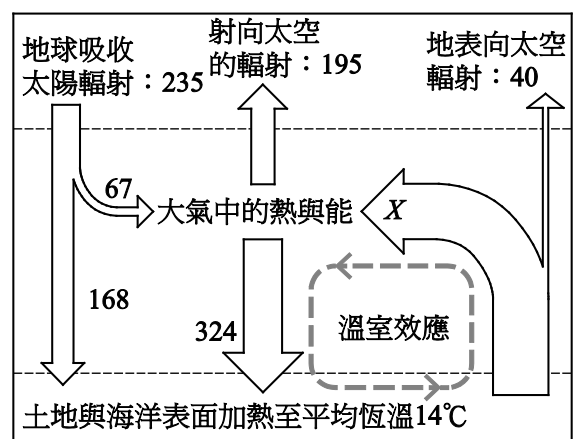 地球吸收
太陽輻射：235
射向太空
的輻射：195
地表向太空
輻射：40
67
大氣中的熱與能
X
168
324
溫室效應
土地與海洋表面加熱至平均恆溫14℃